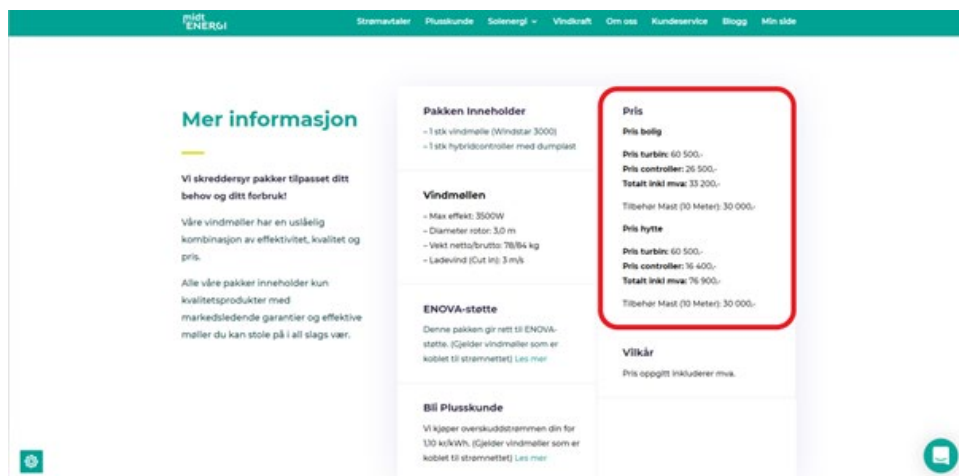 midt
ENERGI
Strømavtaler Plusskunde Solenergi Vindkraft Om oss Kundeservice Blogg Min side
Mer informasjon
Vi skreddersyr pakker tilpasset ditt
behov og ditt forbruk!
Våre vindmøller har en uslåelig
kombinasjon av effektivitet, kvalitet og
pris.
Alle våre pakker inneholder kun
kvalitetsprodukter med
markedsledende garantier og effektive
møller du kan stole på i all slags vær.
Pakken Inneholder
– 1 stk vindmølle (Windstar 3000)
– 1 stk hybridcontroller med dumplast
Vindmøllen
– Max effekt: 3500W
– Diameter rotor: 3,0 m
– Vekt netto/brutto: 78/84 kg
– Ladevind (Cut in): 3 m/s
ENOVA-støtte
Denne pakken gir rett til ENOVA-
støtte. (Gjelder vindmøller som er
koblet til strømnettet) Les mer
Bli Plusskunde
Vi kjøper overskuddstrømmen din for
1,10 kr/kWh. (Gjelder vindmøller som er
koblet til strømnettet) Les mer
Pris
Pris bolig
Pris turbin: 60 500,-
Pris controller: 26 500,-
Totalt inkl mva: 33 200,-
Tilbehør Mast (10 Meter): 30 000,-
Pris hytte
Pris turbin: 60 500,-
Pris controller: 16 400,-
Totalt inkl mva: 76 900,-
Tilbehør Mast (10 Meter): 30 000,-
Vilkår
Pris oppgitt inkluderer mva.